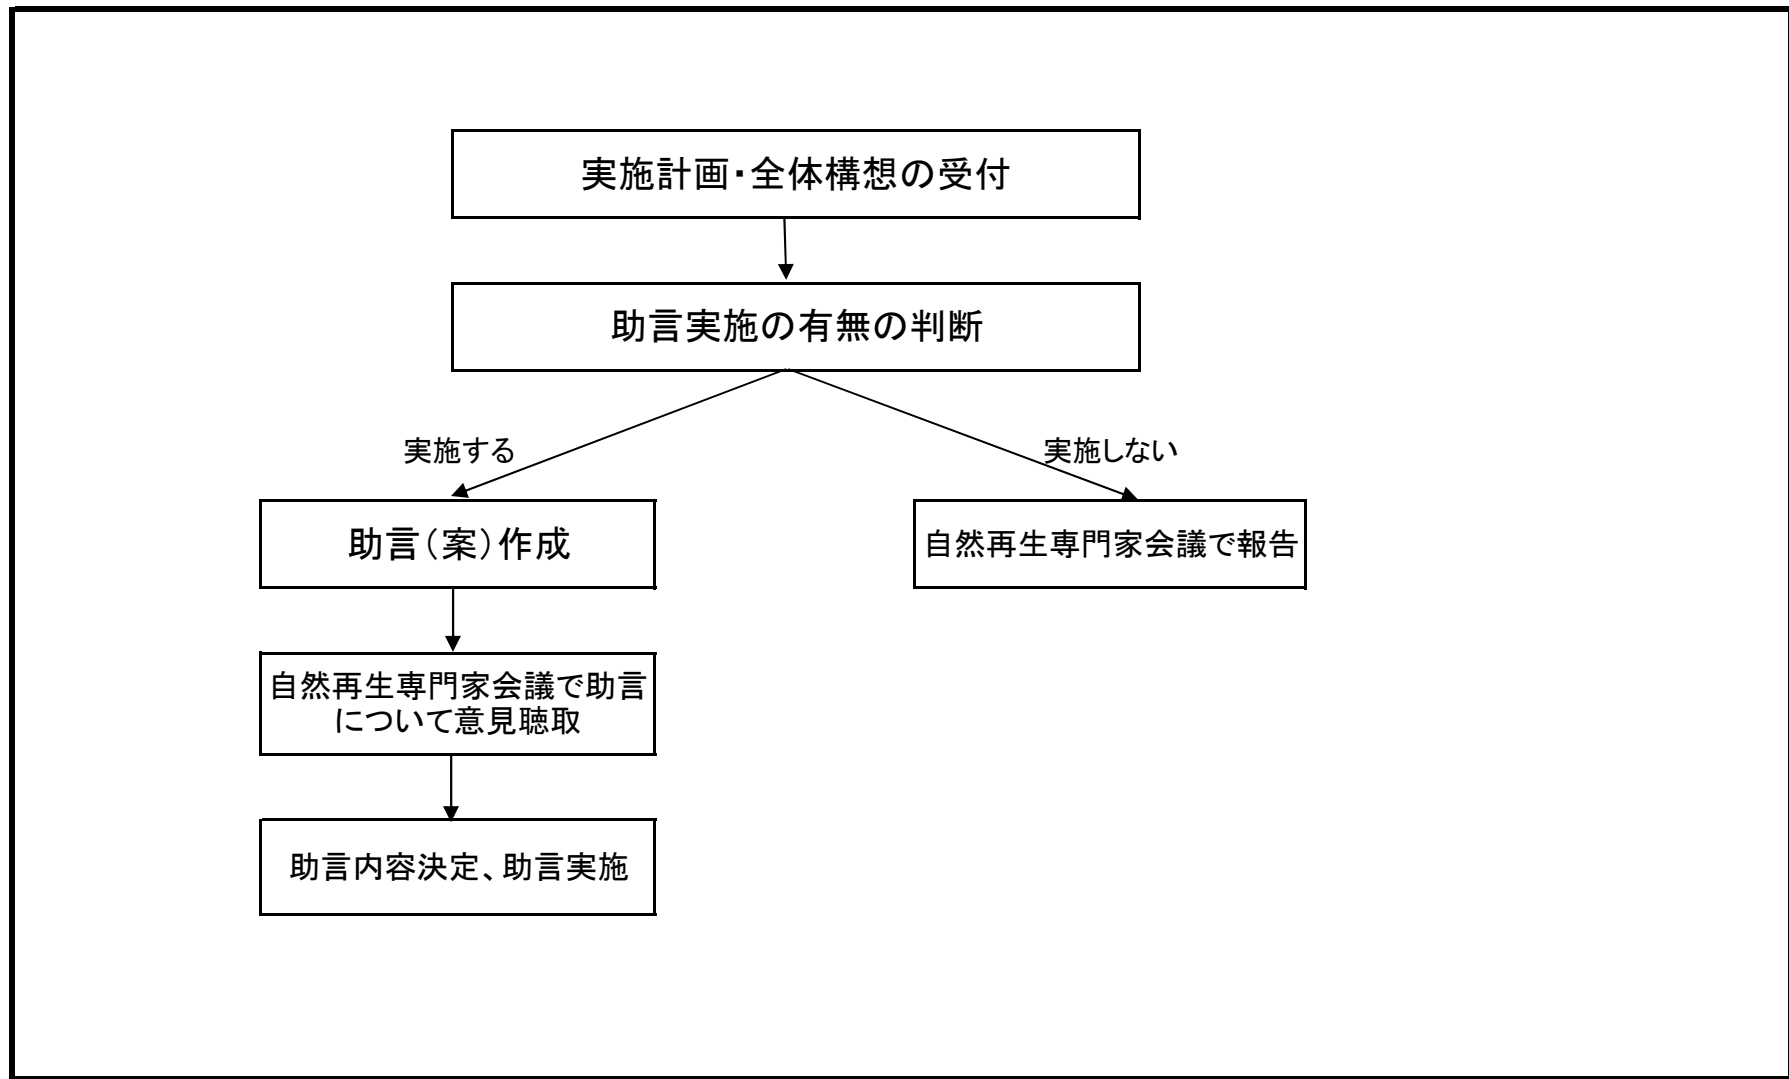 実施計画・全体構想の受付
助言実施の有無の判断
実施する
実施しない
助言（案）作成
自然再生専門家会議で報告
自然再生専門家会議で助言
について意見聴取
助言内容決定、助言実施